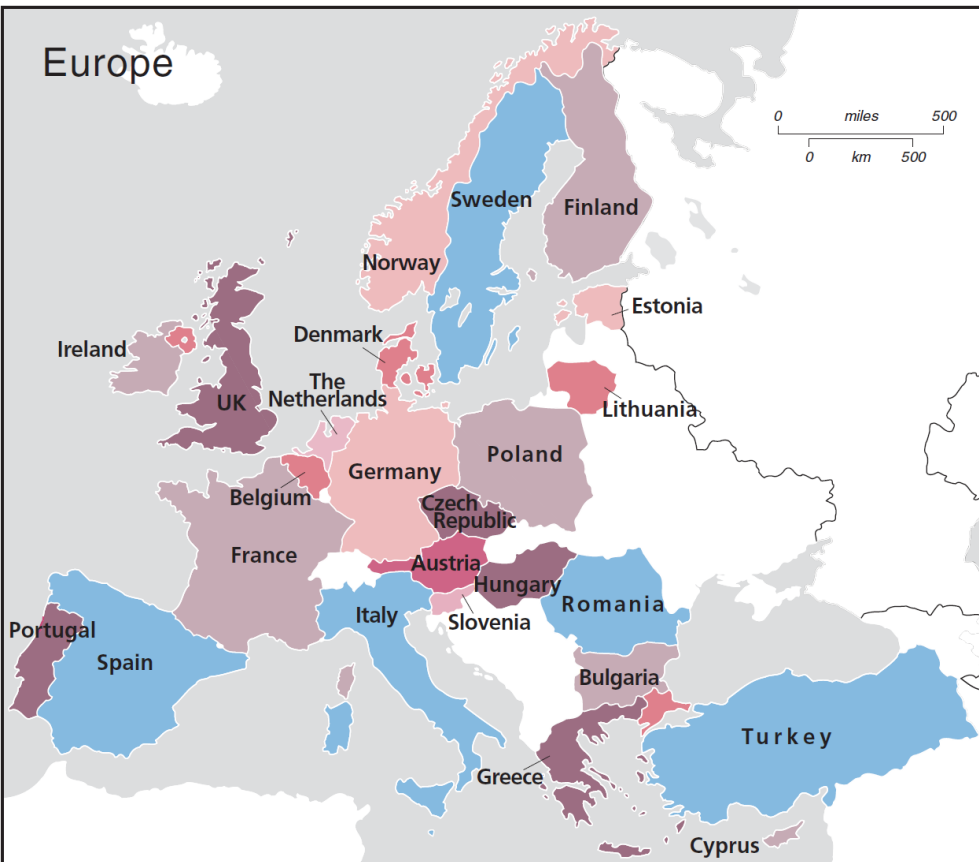 Europe
0 miles 500
0 km 500
Sweden
Finland
Norway
Estonia
Denmark
Ireland
The
Netherlands
UK
Lithuania
Poland
Germany
Belgium
Czech
Republic
France
Austria
Hungary
Romania
Italy
Slovenia
Portugal
Spain
Bulgaria
Turkey
Greece
Cyprus